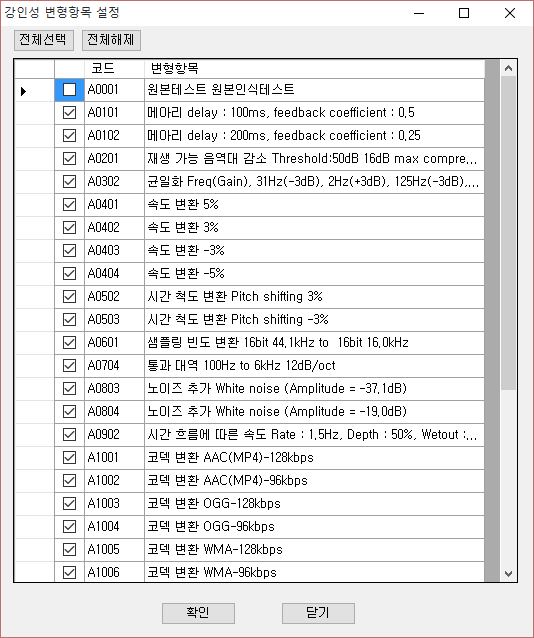 강인성 변형항목 설정
전체선택 전체해제
코드 변형항목
A0001 원본테스트 원본인식테스트
A0101 메아리 delay : 100ms, feedback coefficient : 0.5
A0102 메아리 delay : 200ms, feedback coefficient : 0.25
A0201 재생 가능 음역대 감소 Threshold:50dB 16dB max compre...
A0302 균일화 Freq(Gain), 31Hz(-3dB), 2Hz(+3dB), 125Hz(-3dB),...
A0401 속도 변환 5%
A0402 속도 변환 3%
A0403 속도 변환 -3%
A0404 속도 변환 -5%
A0502 시간 척도 변환 Pitch shifting 3%
A0503 시간 척도 변환 Pitch shifting -3%
A0601 샘플링 빈도 변환 16bit 44.1kHz to  16bit 16.0kHz
A0704 통과 대역 100Hz to 6kHz 12dB/oct
A0803 노이즈 추가 White noise (Amplitude = -37.1dB)
A0804 노이즈 추가 White noise (Amplitude = -19.0dB)
A0902 시간 흐름에 따른 속도 Rate : 1.5Hz, Depth : 50%, Wetout :...
A1001 코덱 변환 AAC(MP4)-128kbps
A1002 코덱 변환 AAC(MP4)-96kbps
A1003 코덱 변환 OGG-128kbps
A1004 코덱 변환 OGG-96kbps
A1005 코덱 변환 WMA-128kbps
A1006 코덱 변환 WMA-96kbps
확인 닫기